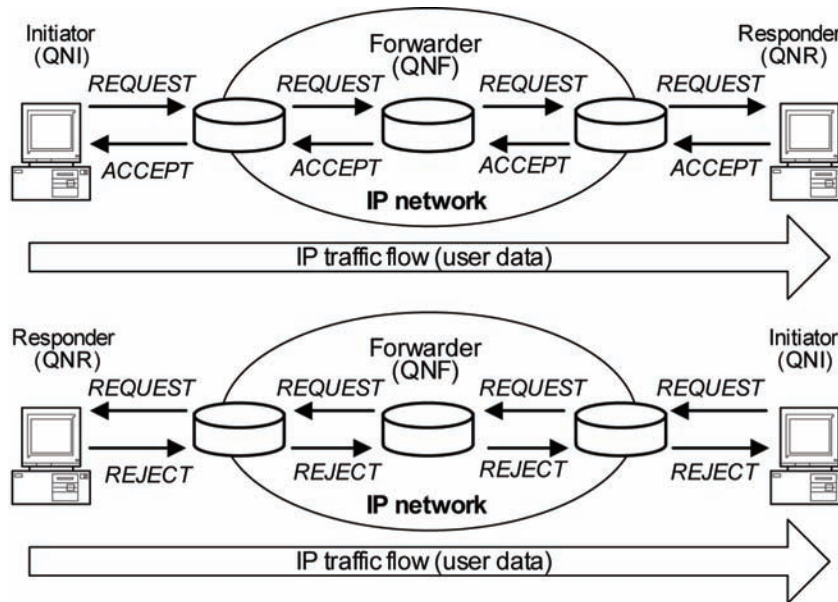 Initiator
(QNI)
Forwarder
(QNF)
Responder
(QNR)
REQUEST
REQUEST
REQUEST
REQUEST
ACCEPT
ACCEPT
ACCEPT
ACCEPT
IP network
IP traffic flow (user data)
Responder
(QNR)
Forwarder
(QNF)
Initiator
(QNI)
REQUEST
REQUEST
REQUEST
REQUEST
REJECT
REJECT
REJECT
REJECT
IP network
IP traffic flow (user data)